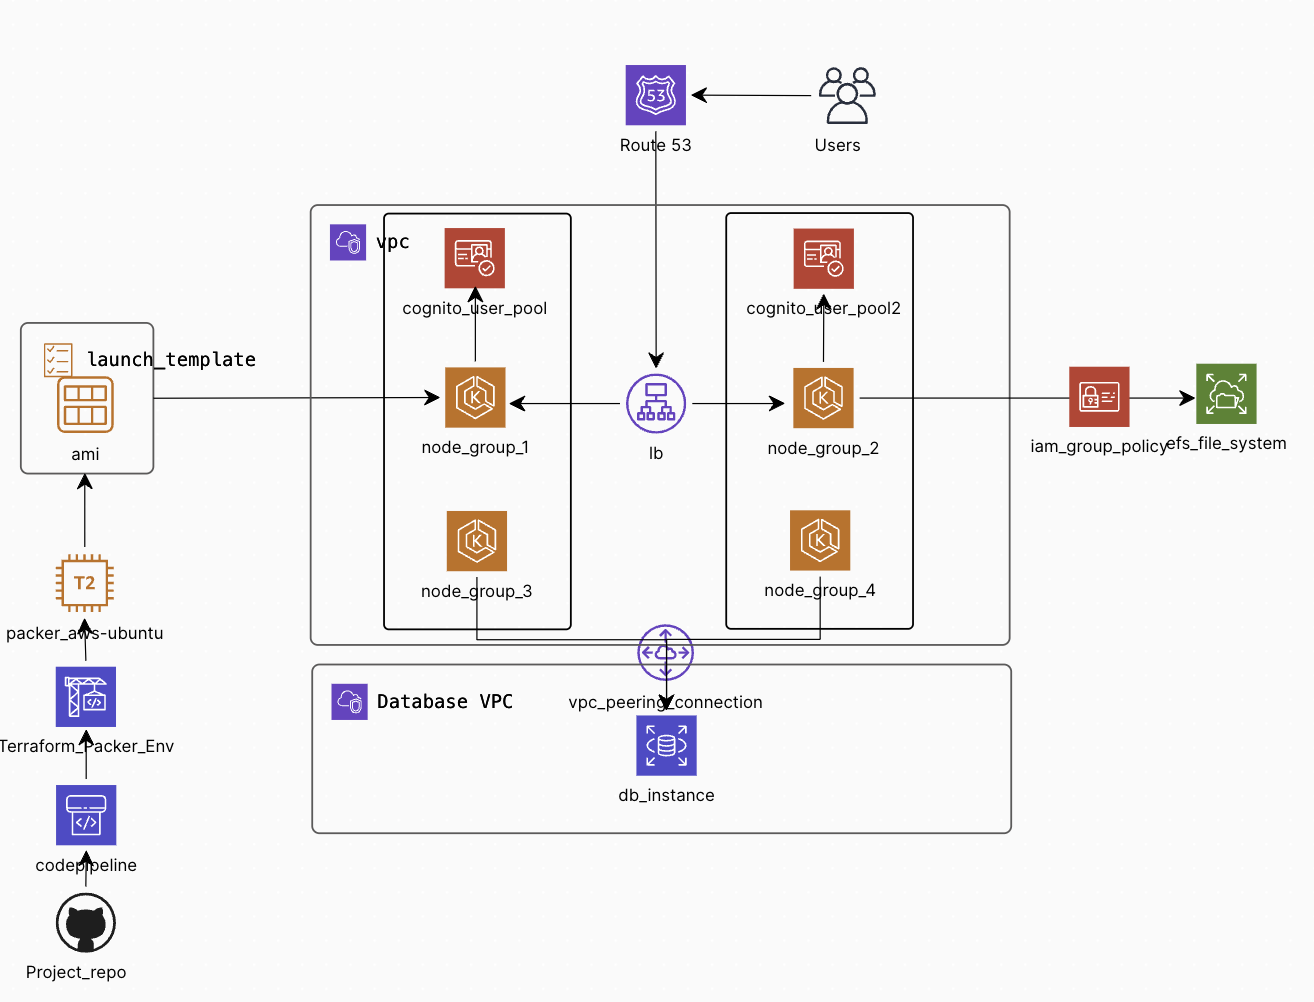 53
Route 53
Users
vpc
cognito_user_pool
cognito_user_pool2
launch_template
ami
K
node_group_1
lb
K
node_group_2
iam_group_policy
efs_file_system
K
node_group_3
K
node_group_4
T2
packer_aws-ubuntu
vpc_peering_connection
Database VPC
Terraform_Packer_Env
db_instance
codepipeline
Project_repo